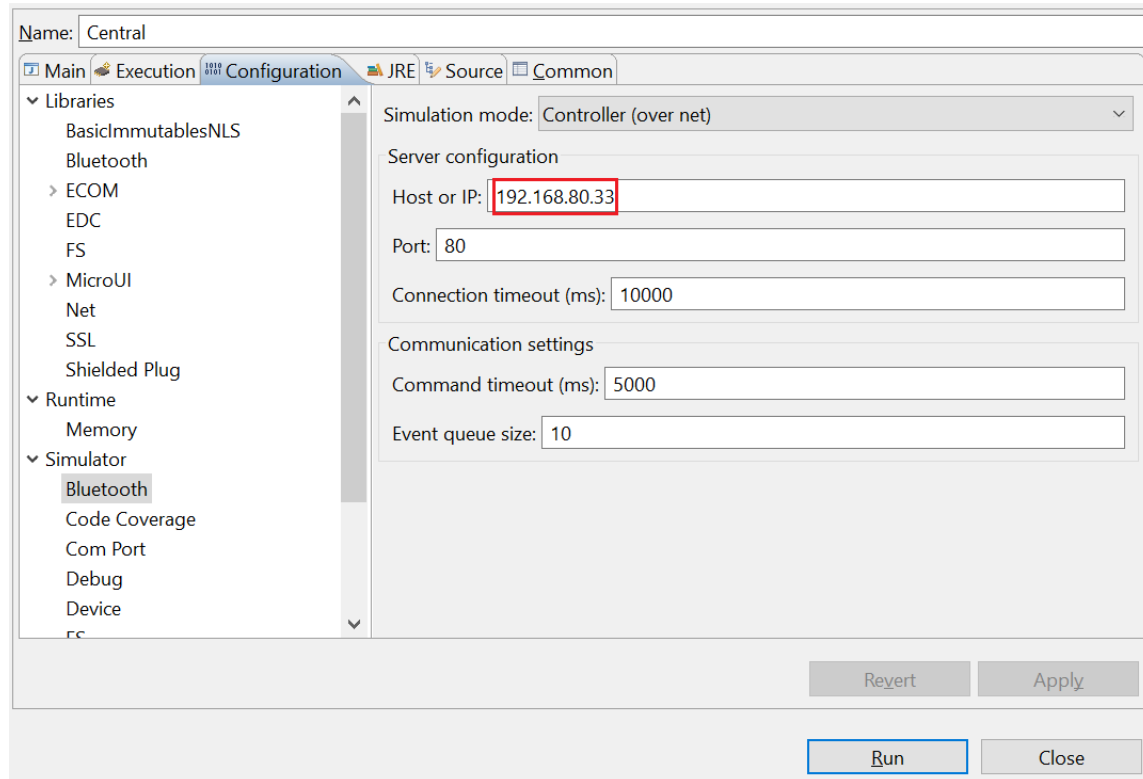 Name: Central
Main Execution Configuration JRE Source Common
Libraries
BasicImmutablesNLS
Bluetooth
ECOM
EDC
FS
MicroUI
Net
SSL
Shielded Plug
Runtime
Memory
Simulator
Bluetooth
Code Coverage
Com Port
Debug
Device
FS
Simulation mode: Controller (over net)
Server configuration
Host or IP: 192.168.80.33
Port: 80
Connection timeout (ms): 10000
Communication settings
Command timeout (ms): 5000
Event queue size: 10
Revert Apply
Run Close